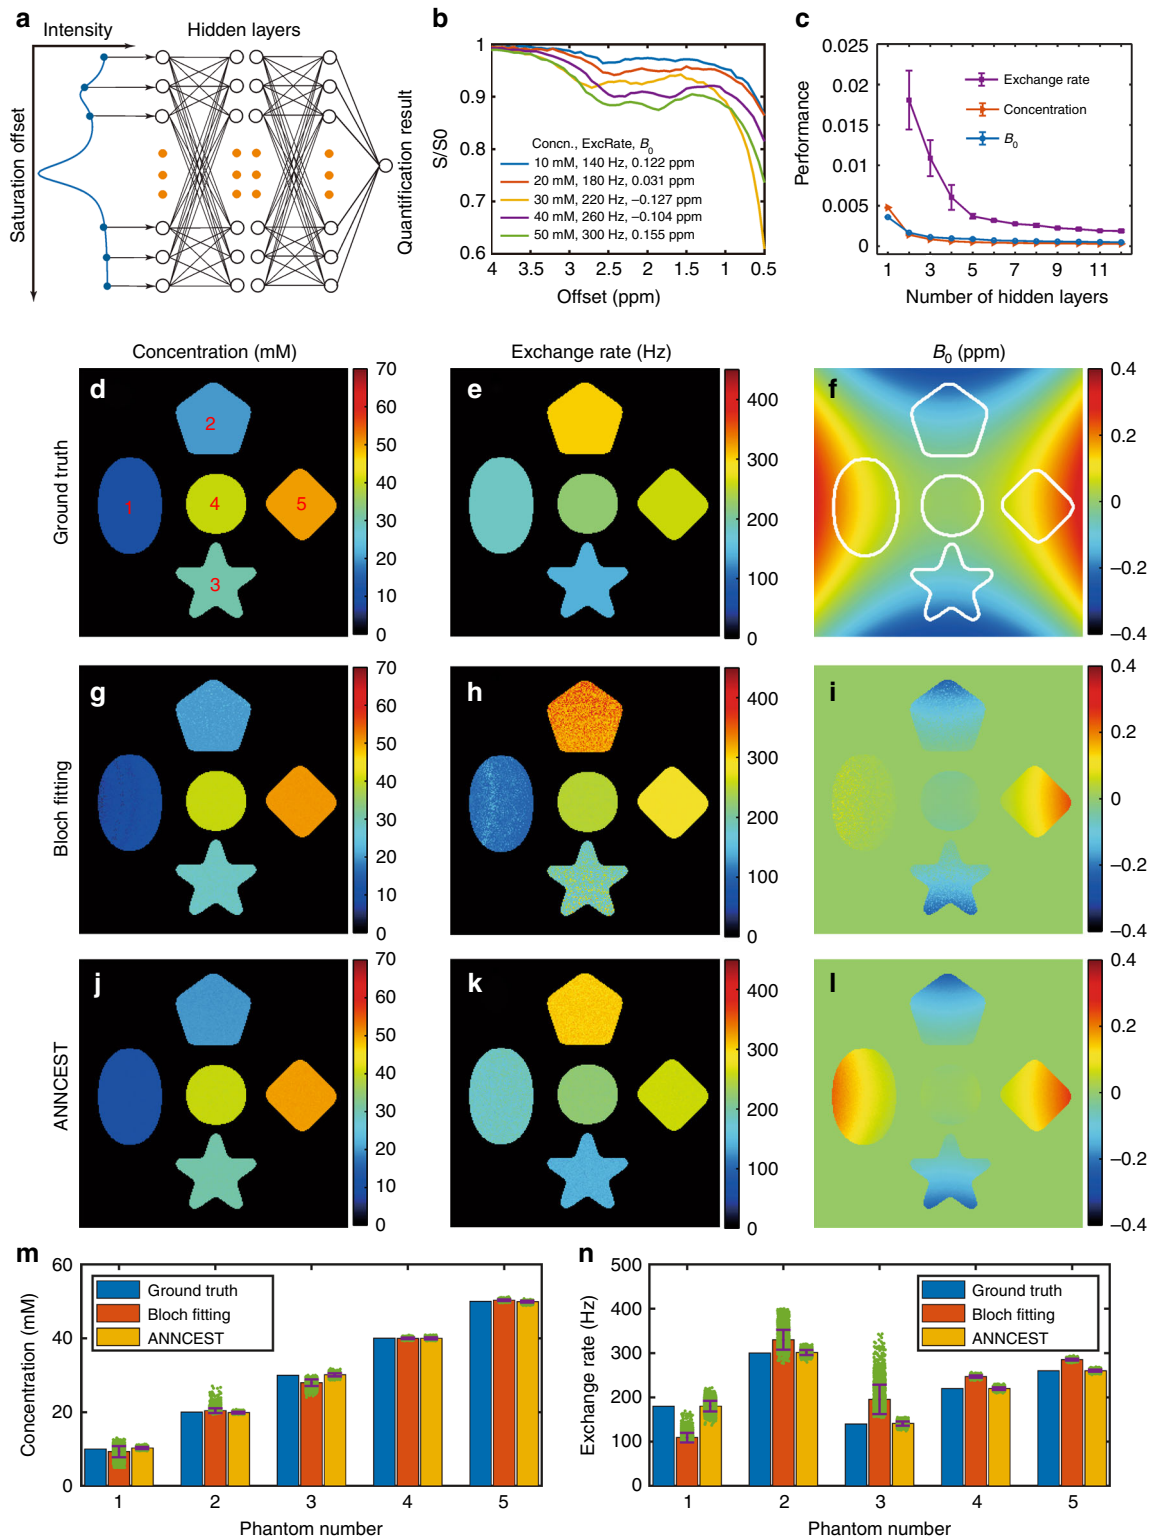 a
Intensity
Hidden layers
Saturation offset
Quantification result
b
S/S0
1
0.9
0.8
0.7
0.6
Concn., ExcRate, B0
10 mM, 140 Hz, 0.122 ppm
20 mM, 180 Hz, 0.031 ppm
30 mM, 220 Hz, −0.127 ppm
40 mM, 260 Hz, −0.104 ppm
50 mM, 300 Hz, 0.155 ppm
4 3.5 3 2.5 2 1.5 1 0.5
Offset (ppm)
c
Performance
0.025
0.02
0.015
0.01
0.005
0
Exchange rate
Concentration
B0
1 3 5 7 9 11
Number of hidden layers
Concentration (mM)
Exchange rate (Hz)
B0 (ppm)
Ground truth
d
1
2
3
4
5
70
60
50
40
30
20
10
0
e
400
300
200
100
0
f
0.4
0.2
0
−0.2
−0.4
Bloch fitting
g
70
60
50
40
30
20
10
0
h
400
300
200
100
0
i
0.4
0.2
0
−0.2
−0.4
ANNCEST
j
70
60
50
40
30
20
10
0
k
400
300
200
100
0
l
0.4
0.2
0
−0.2
−0.4
m
Concentration (mM)
60
40
20
0
Ground truth
Bloch fitting
ANNCEST
1 2 3 4 5
Phantom number
n
Exchange rate (Hz)
500
400
300
200
100
0
Ground truth
Bloch fitting
ANNCEST
1 2 3 4 5
Phantom number